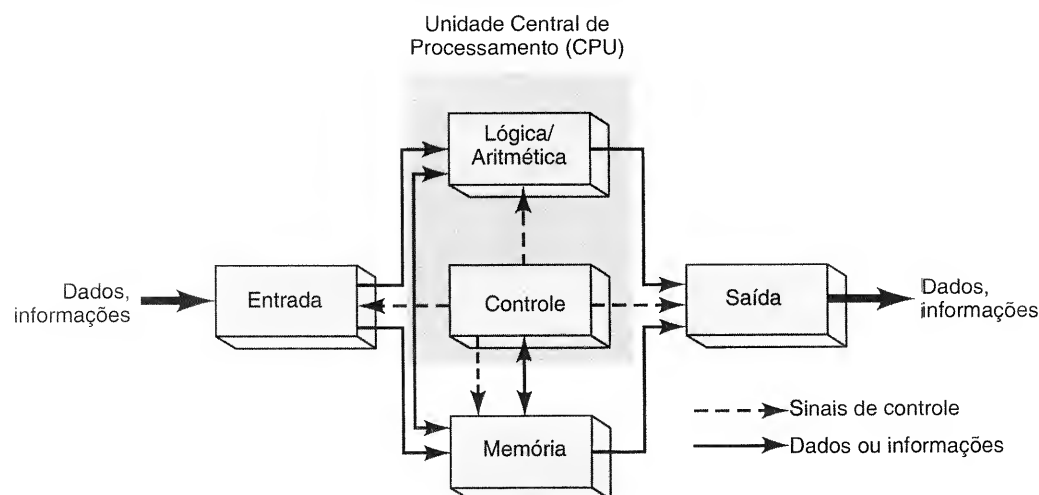 Unidade Central de
Processamento (CPU)
Lógica/
Aritmética
Dados,
informações
Entrada
Controle
Saída
Dados,
informações
Memória
Sinais de controle
Dados ou informações